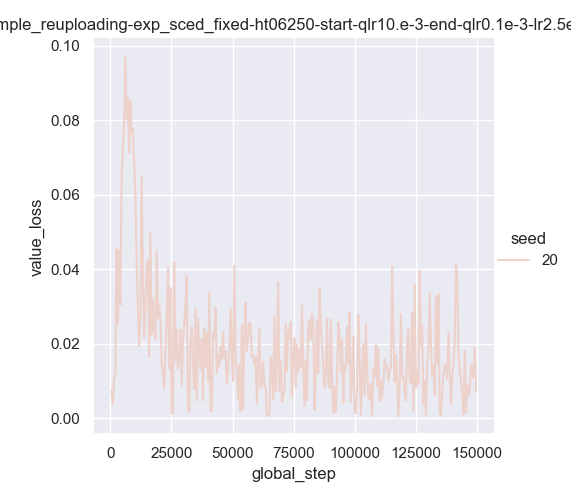 mple_reuploading-exp_sced_fixed-ht06250-start-qlr10.e-3-end-qlr0.1e-3-lr2.5e
0.10
0.08
0.06
0.04
0.02
0.00
value_loss
0 25000 50000 75000 100000 125000 150000
global_step
seed
20